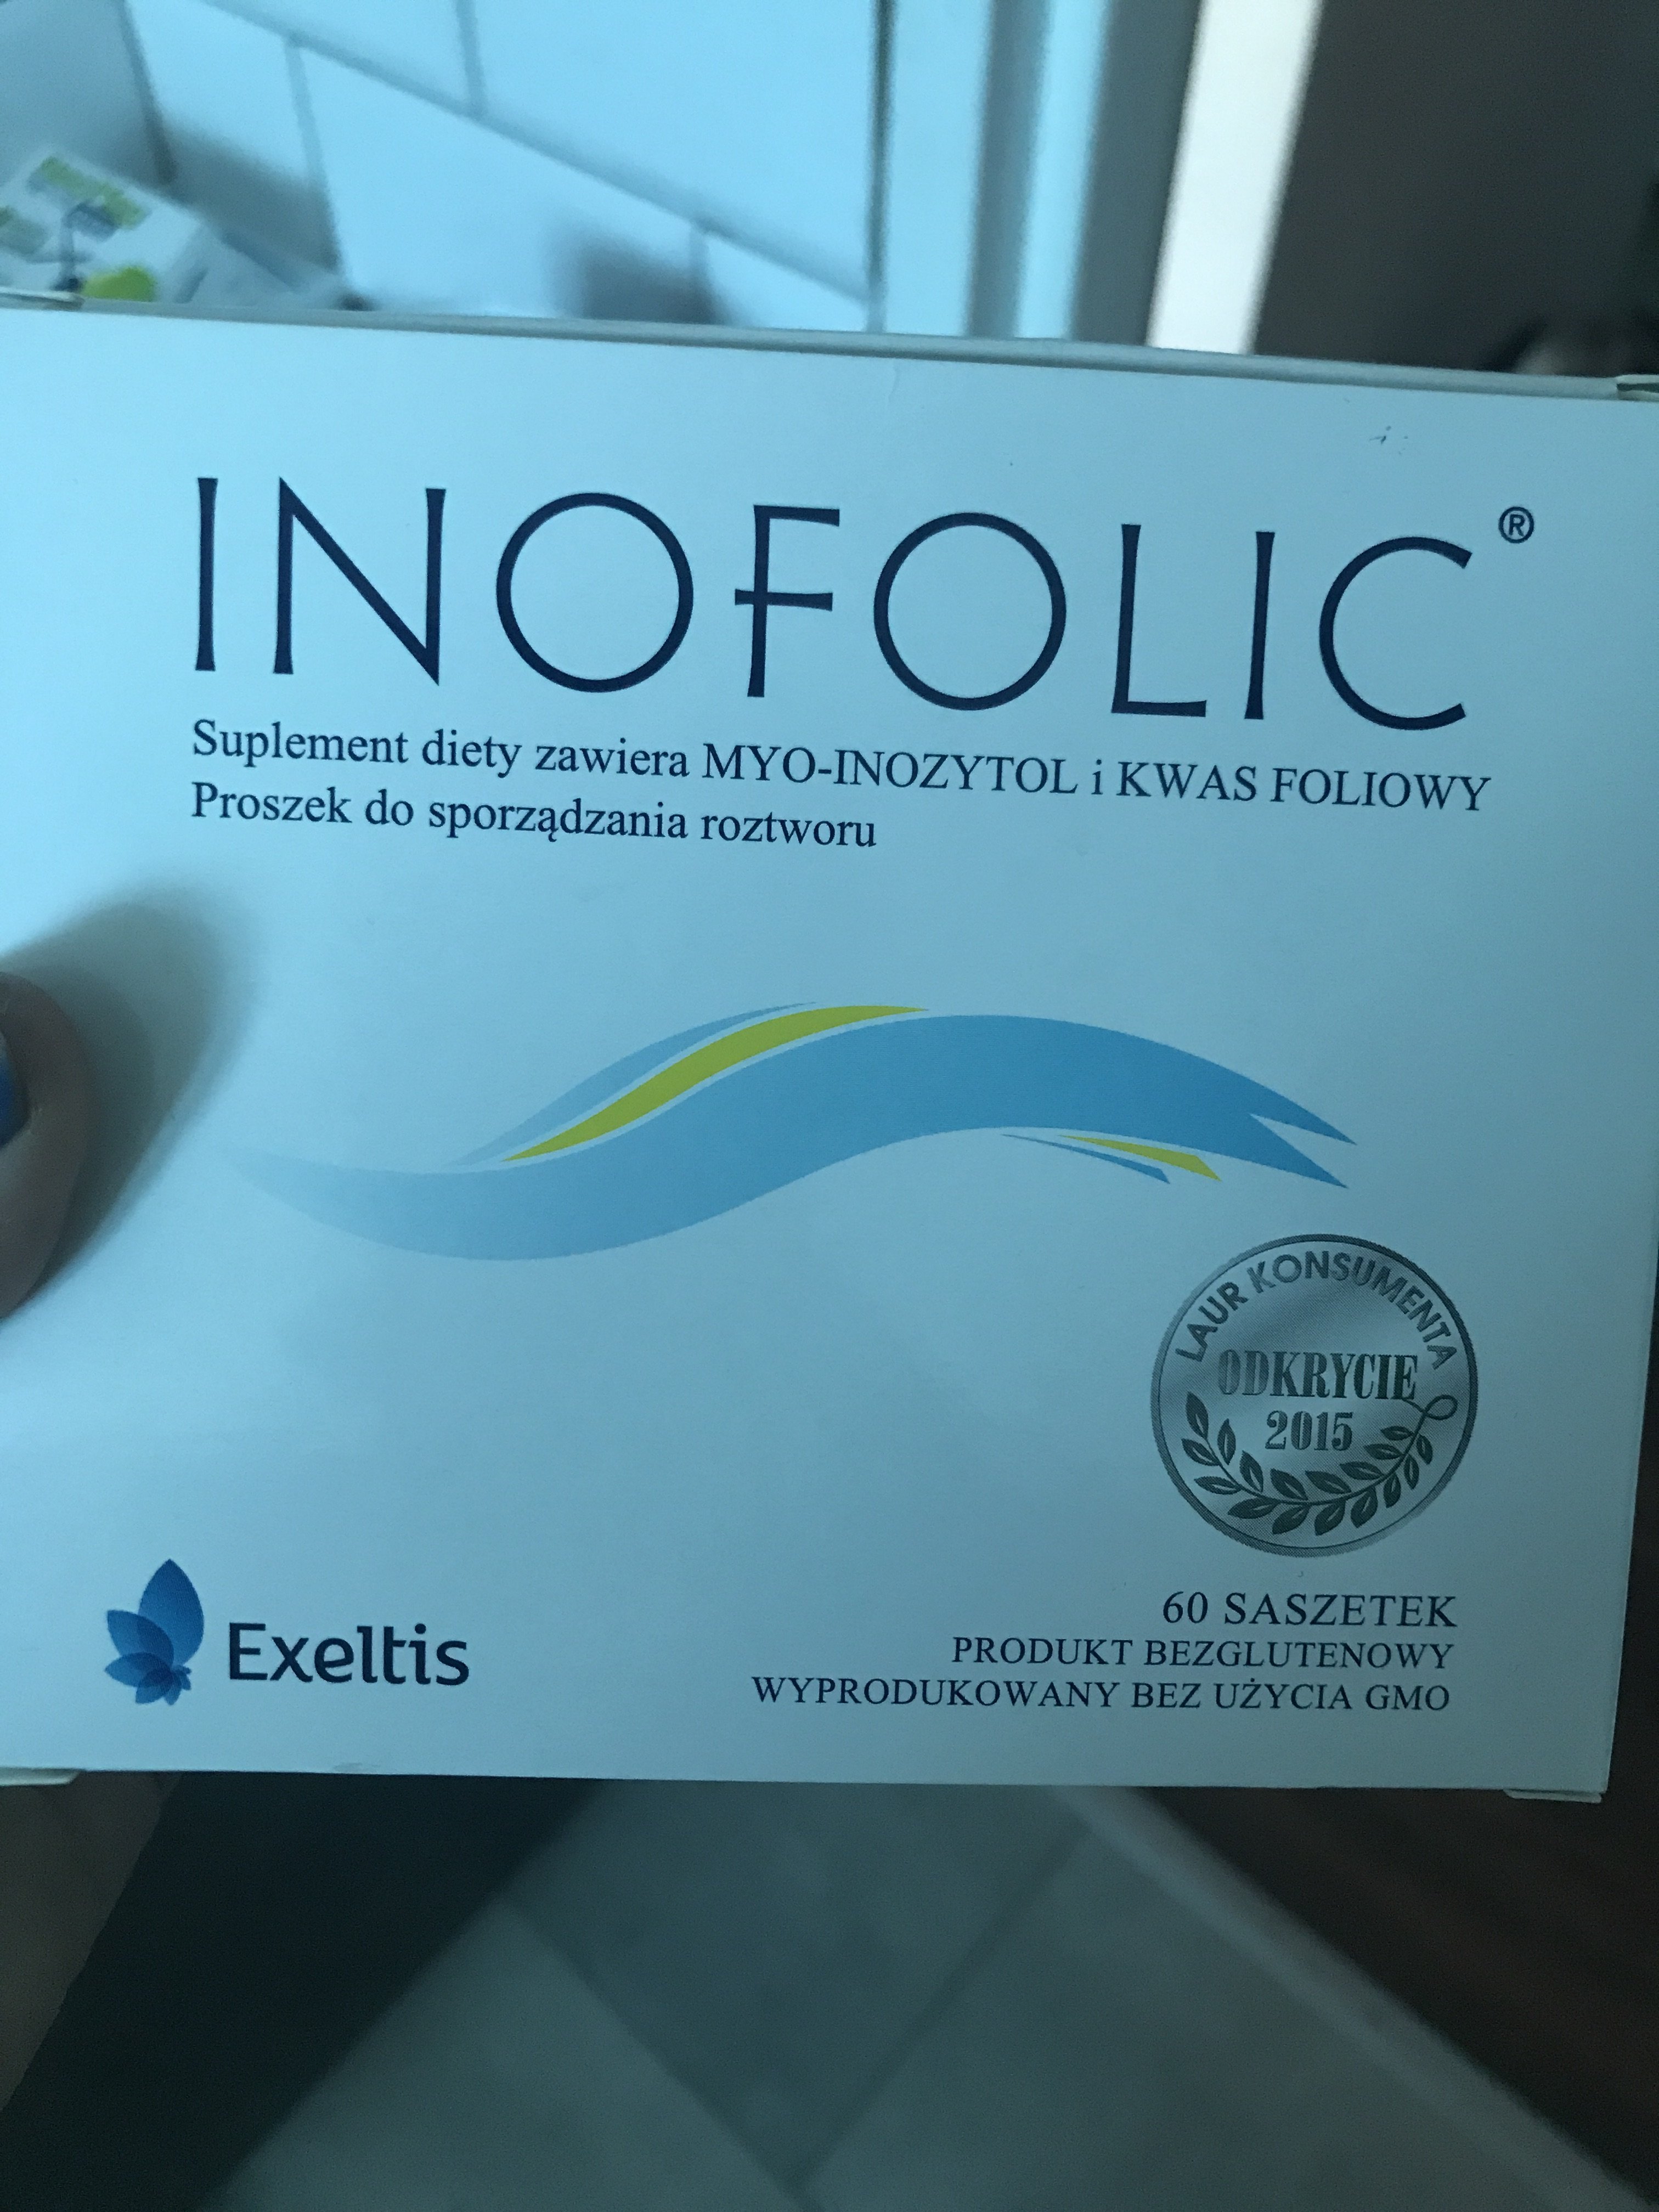 INOFOLIC®
Suplement diety zawiera MYO-INOZYTOL i KWAS FOLIOWY
Proszek do sporządzania roztworu
LAUR KONSUMENTA
ODKRYCIE
2015
Exeltis
60 SASZETEK
PRODUKT BEZGLUTENOWY
WYPRODUKOWANY BEZ UŻYCIA GMO